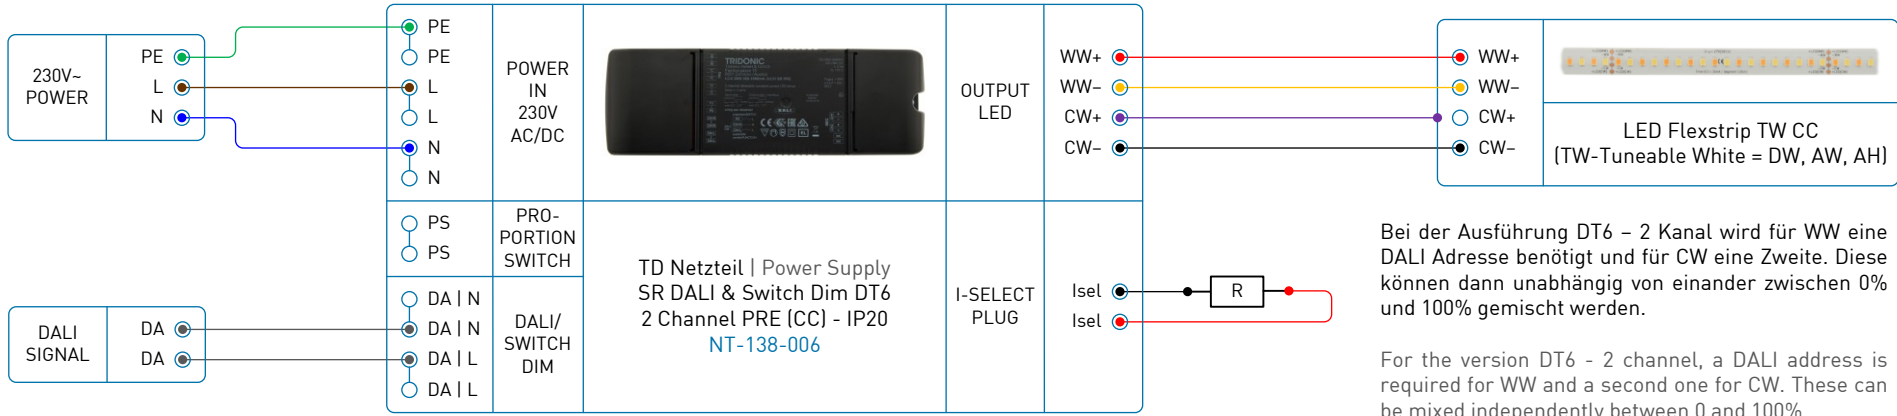 230V~
POWER
PE
L
N
DALI
SIGNAL
DA
DA
PE
PE
L
L
N
N
POWER
IN
230V
AC/DC
PS
PS
PRO-
PORTION
SWITCH
DA | N
DA | N
DA | L
DA | L
DALI/
SWITCH
DIM
TRIDONIC
TD Netzteil | Power Supply
SR DALI & Switch Dim DT6
2 Channel PRE (CC) - IP20
NT-138-006
OUTPUT
LED
WW+
WW–
CW+
CW–
I-SELECT
PLUG
Isel
Isel
R
WW+
WW–
CW+
CW–
LED Flexstrip TW CC
(TW-Tuneable White = DW, AW, AH)
Bei der Ausführung DT6 – 2 Kanal wird für WW eine
DALI Adresse benötigt und für CW eine Zweite. Diese
können dann unabhängig von einander zwischen 0%
und 100% gemischt werden.
For the version DT6 - 2 channel, a DALI address is
required for WW and a second one for CW. These can
be mixed independently between 0 and 100%